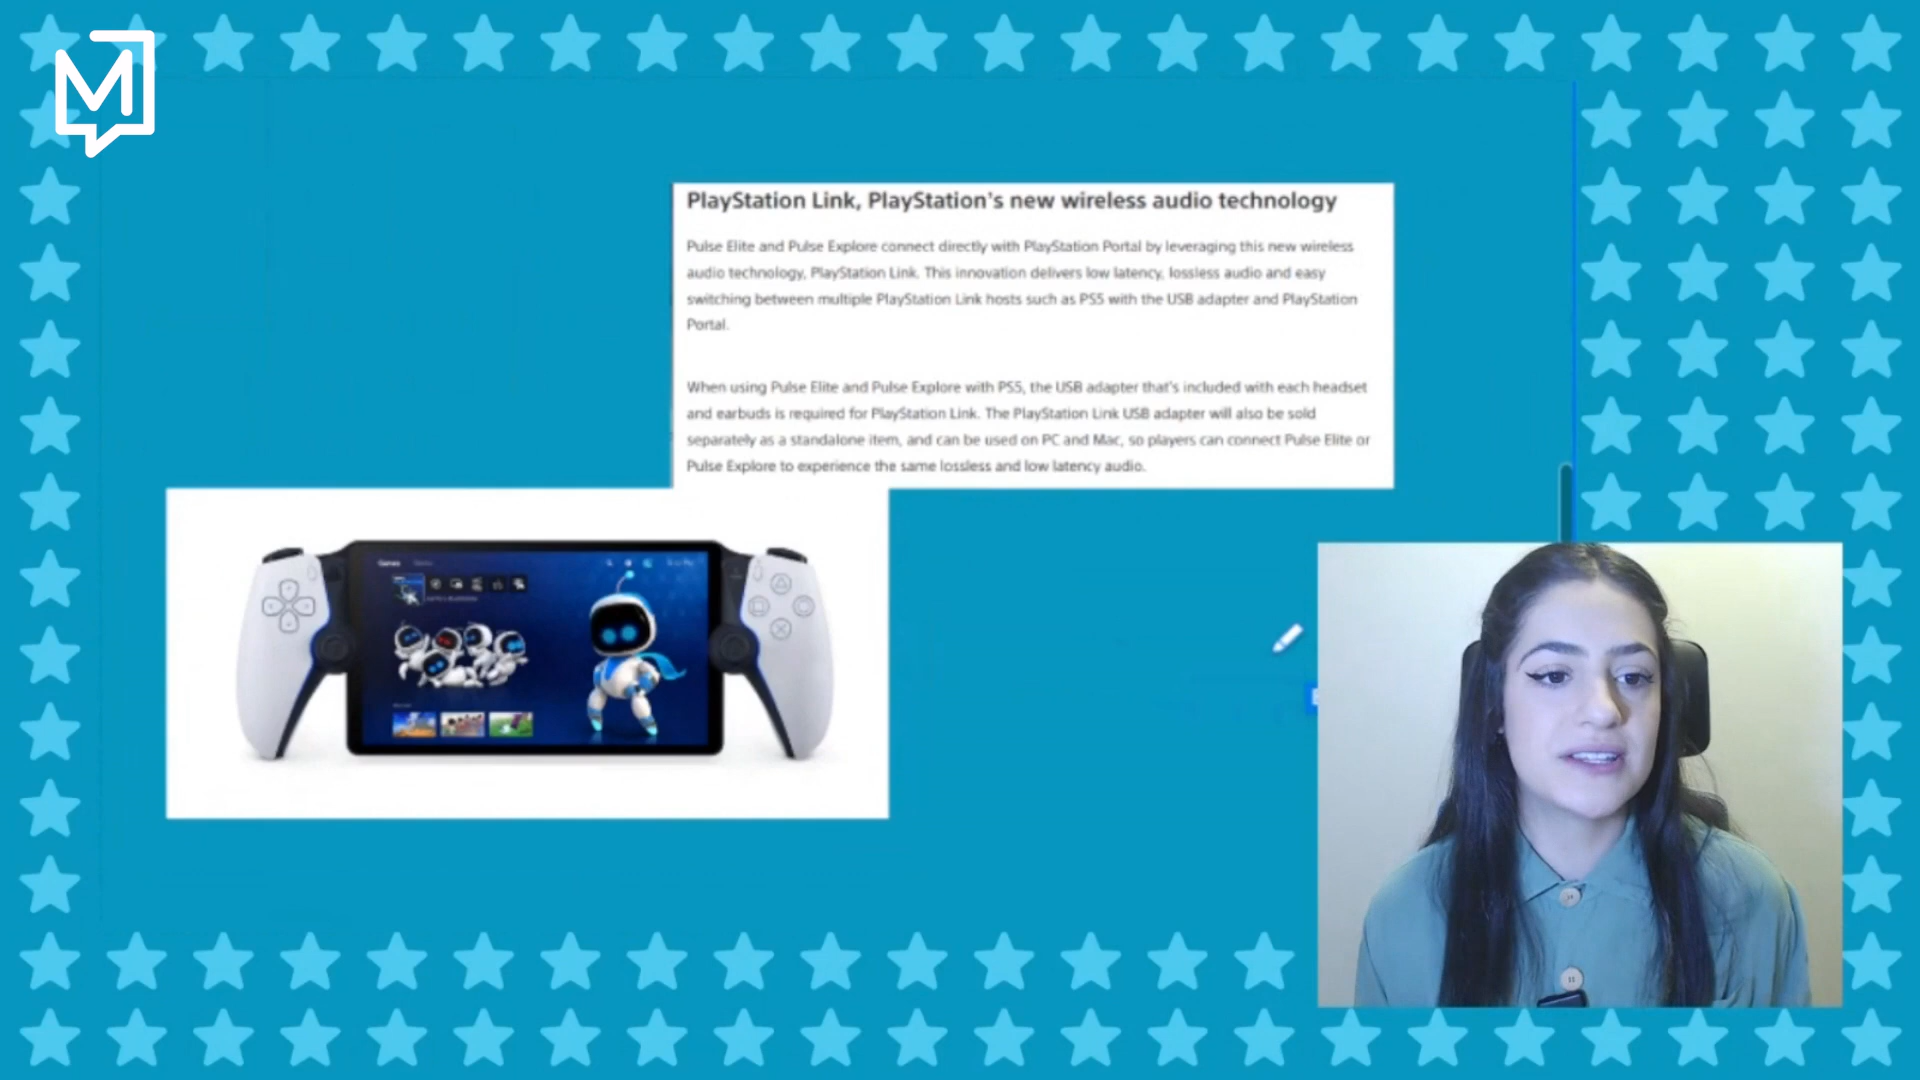 M
PlayStation Link, PlayStation's new wireless audio technology
Pulse Elite and Pulse Explore connect directly with PlayStation Portal by leveraging this new wireless
audio technology, PlayStation Link. This innovation delivers low latency, lossless audio and easy
switching between multiple PlayStation Link hosts such as PS5 with the USB adapter and PlayStation
Portal.
When using Pulse Elite and Pulse Explore with PS5, the USB adapter that's included with each headset
and earbuds is required for PlayStation Link. The PlayStation Link USB adapter will also be sold
separately as a standalone item, and can be used on PC and Mac, so players can connect Pulse Elite or
Pulse Explore to experience the same lossless and low latency audio.
Games